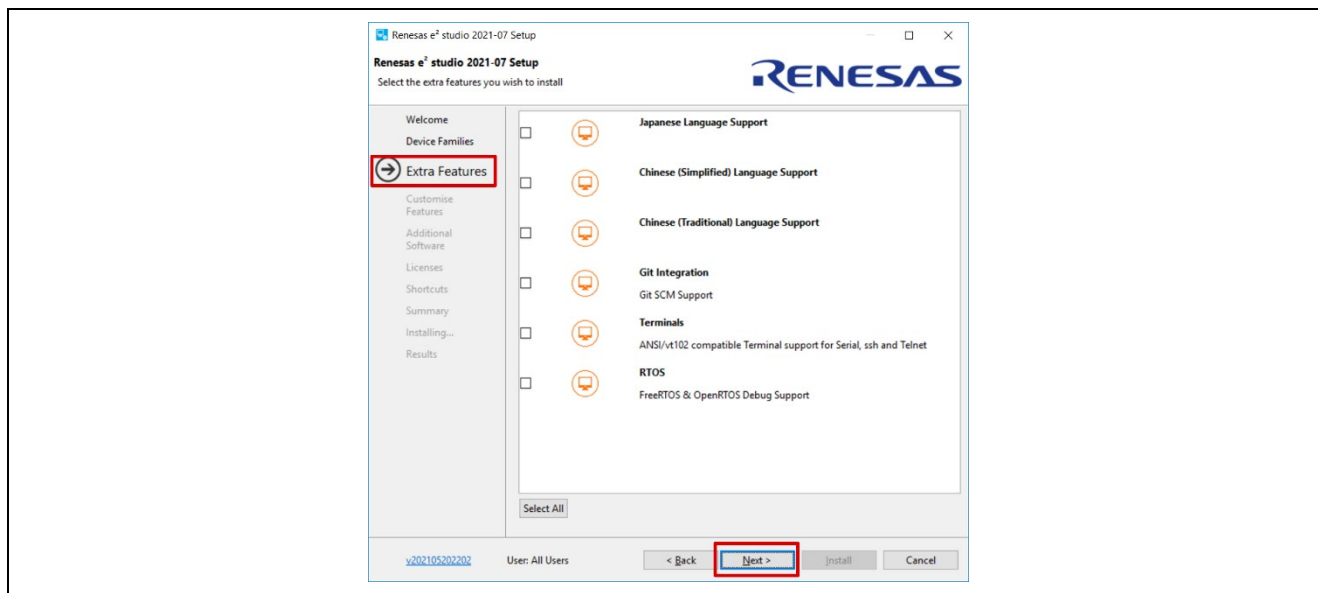 Renesas e² studio 2021-07 Setup
Renesas e² studio 2021-07 Setup
Select the extra features you wish to install
RENESAS
Welcome
Device Families
Extra Features
Customise
Features
Additional
Software
Licenses
Shortcuts
Summary
Installing...
Results
Japanese Language Support
Chinese (Simplified) Language Support
Chinese (Traditional) Language Support
Git Integration
Git SCM Support
Terminals
ANSI/vt102 compatible Terminal support for Serial, ssh and Telnet
RTOS
FreeRTOS & OpenRTOS Debug Support
Select All
v202105202202 User: All Users < Back Next > Install Cancel